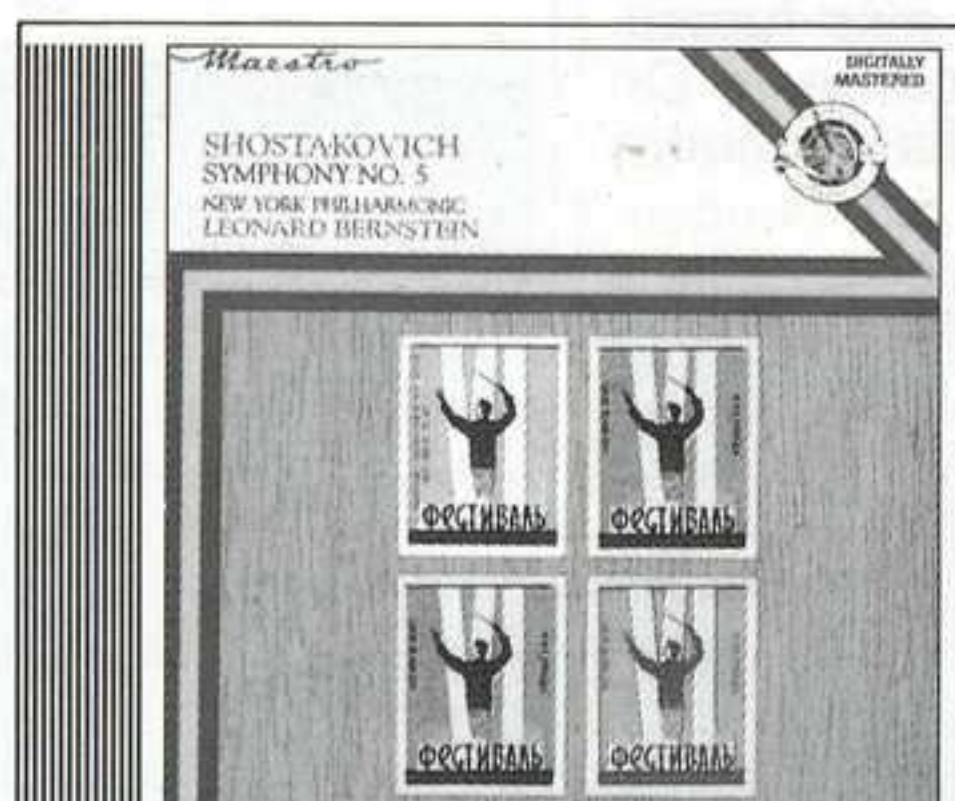 Maestro
DIGITALLY
MASTERED
SHOSTAKOVICH
SYMPHONY NO. 5
NEW YORK PHILHARMONIC
LEONARD BERNSTEIN
ФЕСТИВАЛЬ
ФЕСТИВАЛЬ
ФЕСТИВАЛЬ
ФЕСТИВАЛЬ